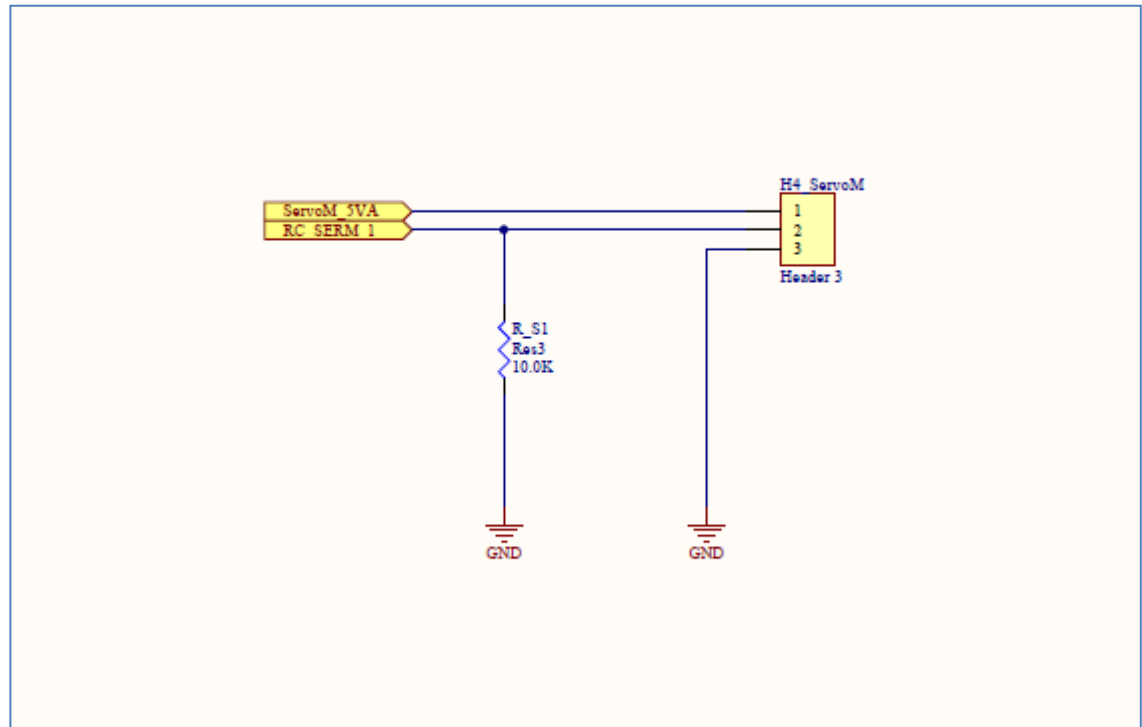 H4_ServoM
ServoM_5VA
RC_SERM_1
1
2
3
Header 3
R_S1
Res3
10.0K
GND
GND